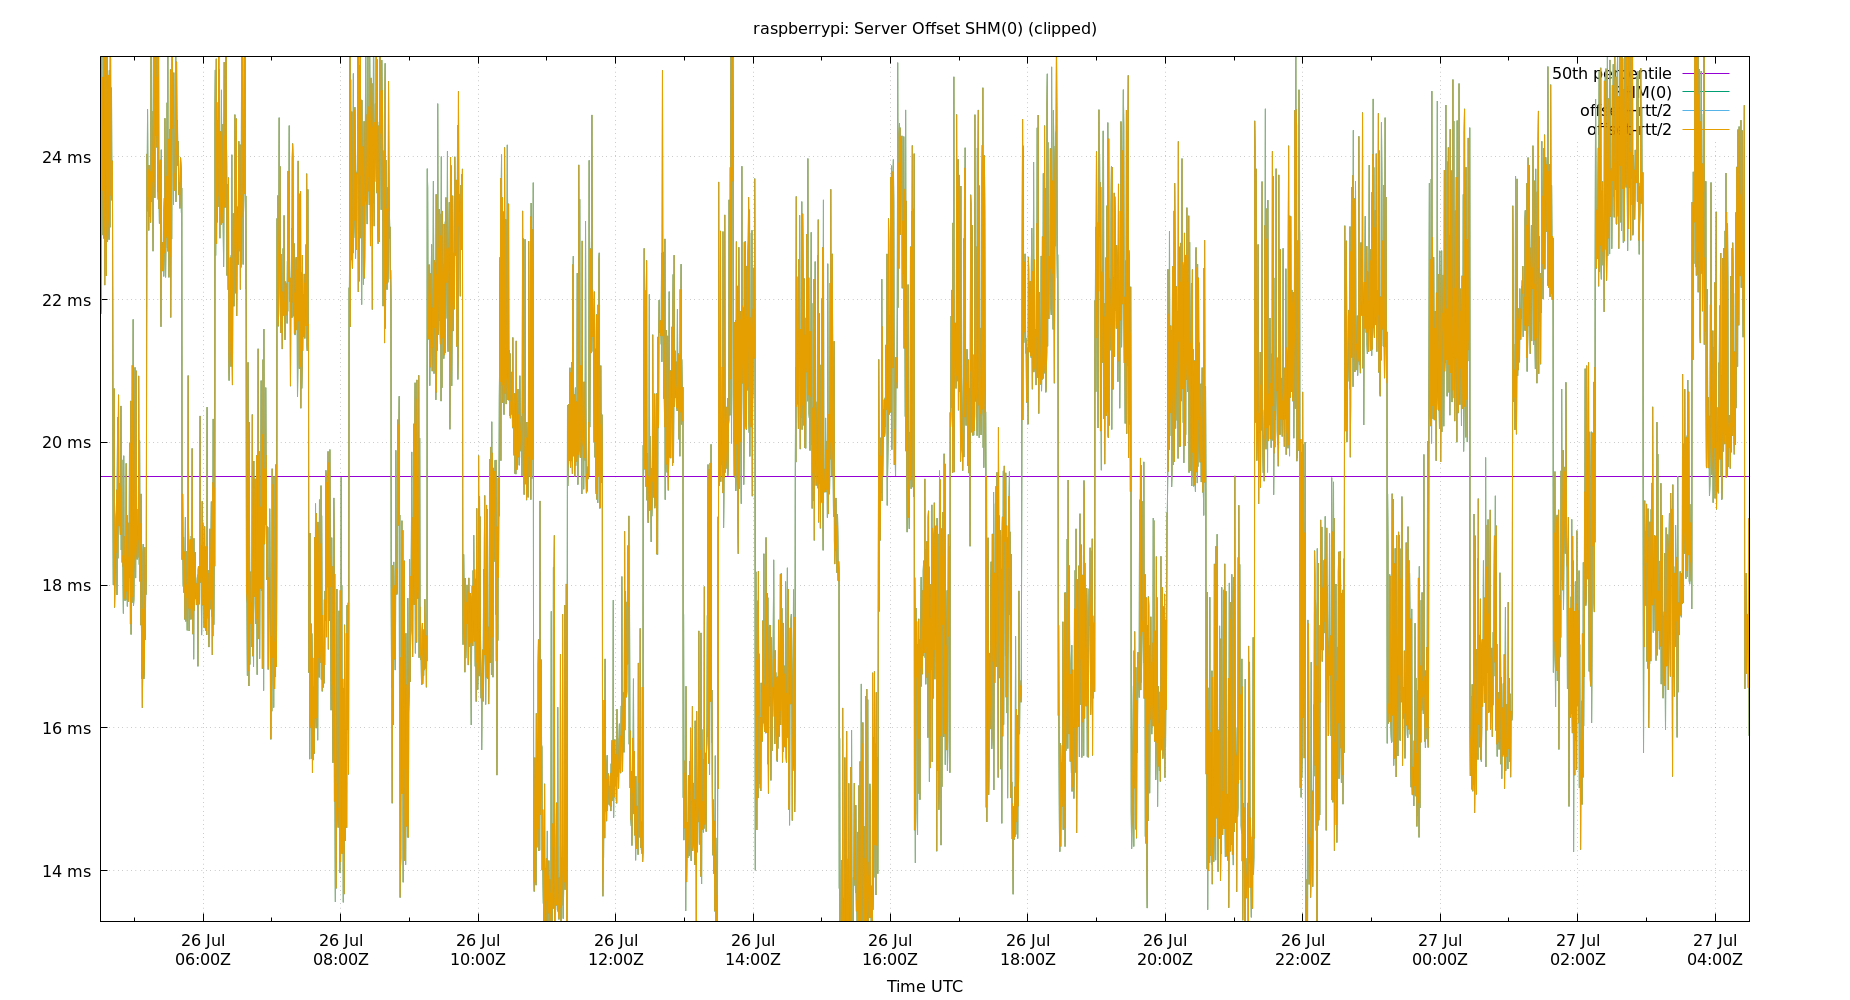 raspberrypi: Server Offset SHM(0) (clipped)
50th percentile
SHM(0)
offset-rtt/2
offset-rtt/2
24 ms
22 ms
20 ms
18 ms
16 ms
14 ms
26 Jul 26 Jul 26 Jul 26 Jul 26 Jul 26 Jul 26 Jul 26 Jul 26 Jul 27 Jul 27 Jul 27 Jul
06:00Z 08:00Z 10:00Z 12:00Z 14:00Z 16:00Z 18:00Z 20:00Z 22:00Z 00:00Z 02:00Z 04:00Z
Time UTC